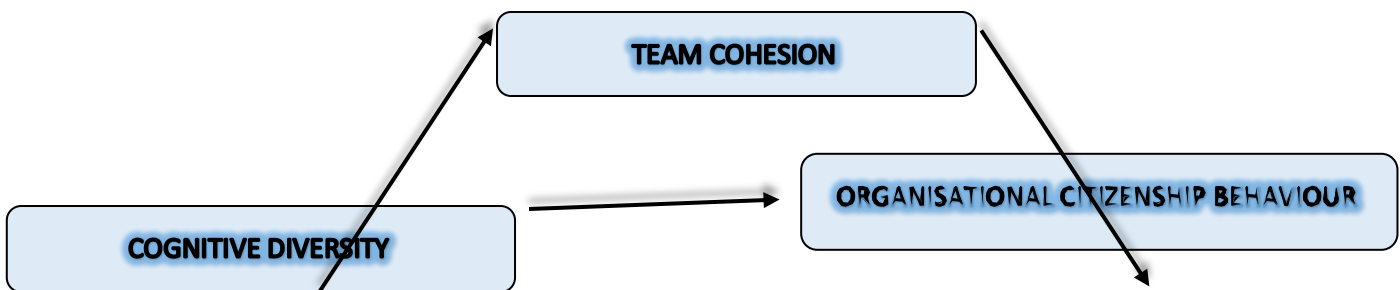 TEAM COHESION
ORGANISATIONAL CITIZENSHIP BEHAVIOUR
COGNITIVE DIVERSITY